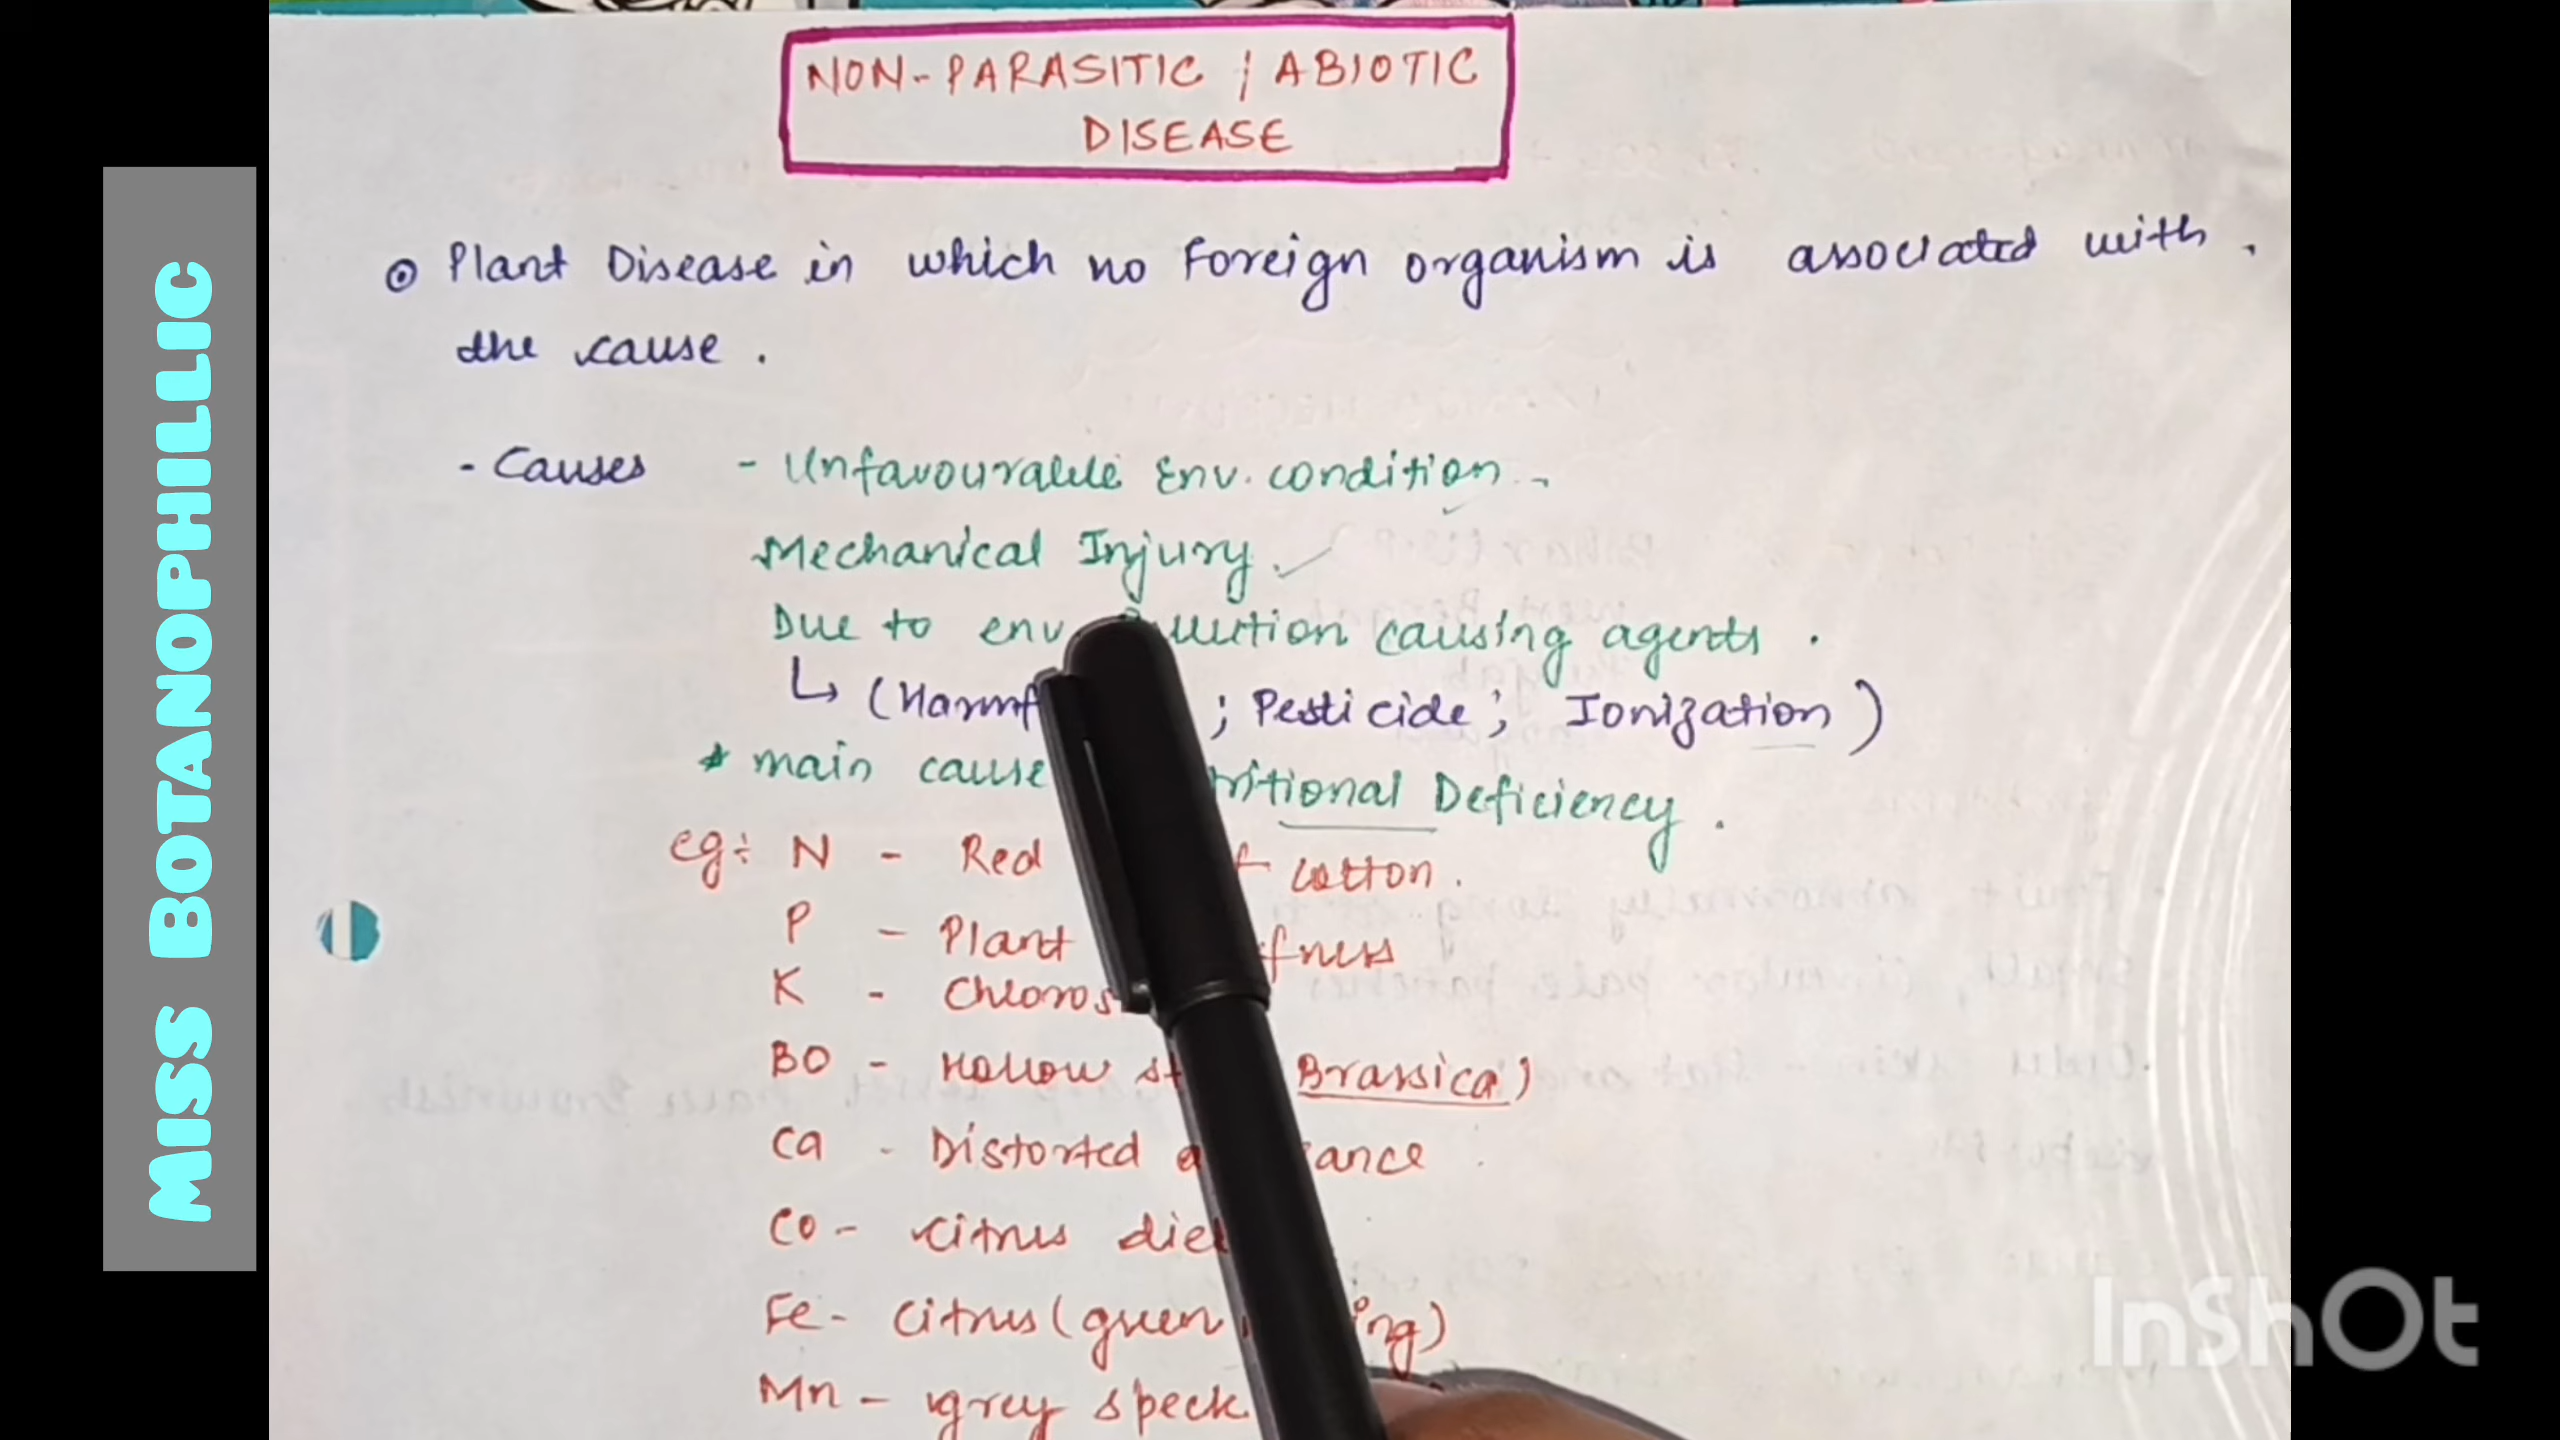 MISS BOTANOPHILLIC
NON-PARASITIC / ABIOTIC
DISEASE
Plant Disease in which no Foreign organism is associated with
the cause.
- Causes - Unfavourable Env. condition -
Mechanical Injury
Due to env causing agents.
↳ ( ; Pesticide; Ionization)
* main cause Deficiency.
eg:- N - Red cotton.
P - Plant
K -
BO - Hollow Brassica)
Ca - Distorted
Co - citrus
Fe - citrus (green
Mn - grey speck
InShOt